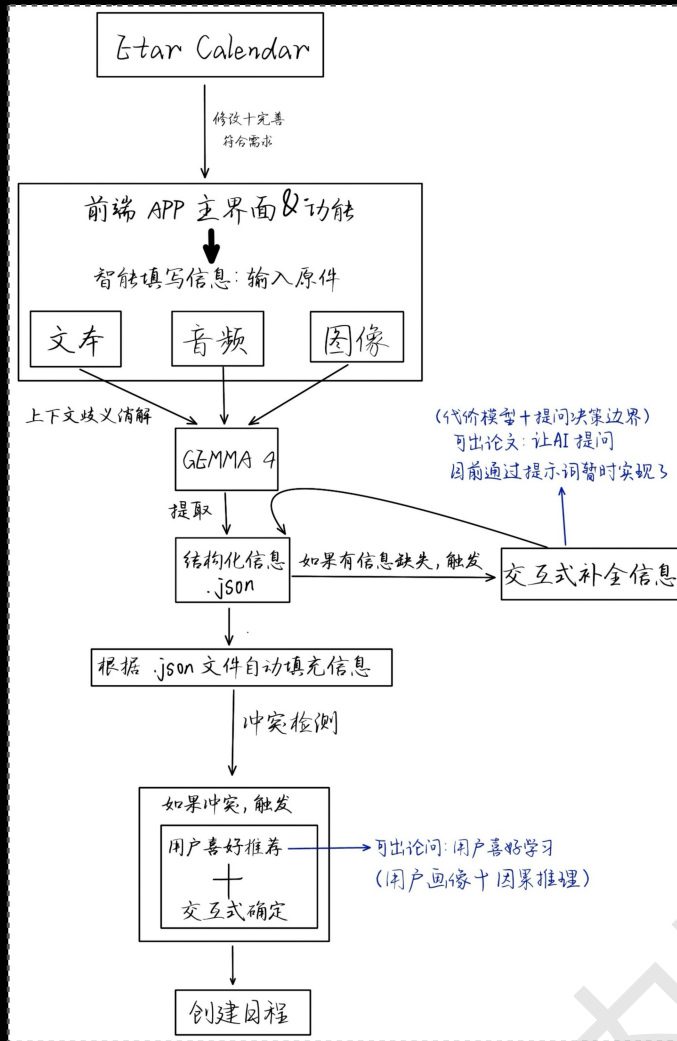 Etar Calendar
修改+完善
符合需求
前端 APP 主界面&功能
智能填写信息:输入原件
文本
音频
图像
上下文歧义消解
GEMMA 4
提取
结构化信息
.json
如果有信息缺失,触发
交互式补全信息
(代价模型+提问决策边界)
可出论文:让AI提问
目前通过提示词暂时实现了
根据 .json 文件自动填充信息
冲突检测
如果冲突,触发
用户喜好推荐
+
交互式确定
可出论问:用户喜好学习
(用户画像+因果推理)
创建日程